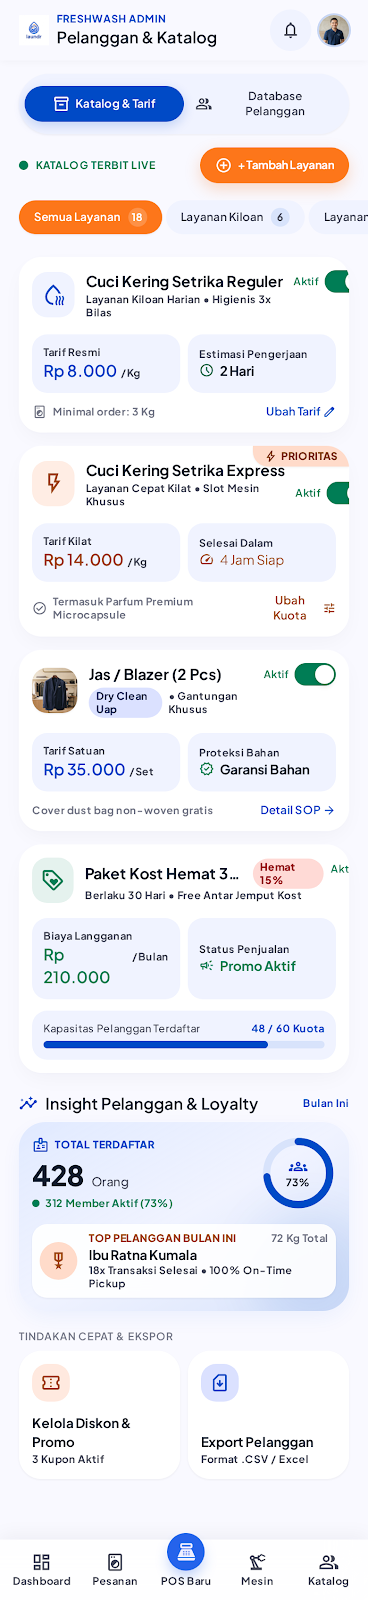 FRESHWASH ADMIN
Pelanggan & Katalog
laundr
Katalog & Tarif
Database
Pelanggan
KATALOG TERBIT LIVE
+Tambah Layanan
Semua Layanan 18
Layanan Kiloan 6
Layanan
Cuci Kering Setrika Reguler
Aktif
Layanan Kiloan Harian • Higienis 3x
Bilas
Tarif Resmi
Rp 8.000 /Kg
Estimasi Pengerjaan
2 Hari
Minimal order: 3 Kg
Ubah Tarif
PRIORITAS
Cuci Kering Setrika Express
Layanan Cepat Kilat • Slot Mesin
Khusus
Aktif
Tarif Kilat
Rp 14.000 /Kg
Selesai Dalam
4 Jam Siap
Termasuk Parfum Premium
Microcapsule
Ubah
Kuota
Jas / Blazer (2 Pcs)
Aktif
Dry Clean
Uap
• Gantungan
Khusus
Tarif Satuan
Rp 35.000 /Set
Proteksi Bahan
Garansi Bahan
Cover dust bag non-woven gratis
Detail SOP →
Paket Kost Hemat 3...
Hemat
15%
Akt
Berlaku 30 Hari • Free Antar Jemput Kost
Biaya Langganan
Rp
210.000
/Bulan
Status Penjualan
Promo Aktif
Kapasitas Pelanggan Terdaftar
48 / 60 Kuota
Insight Pelanggan & Loyalty
Bulan Ini
TOTAL TERDAFTAR
428 Orang
312 Member Aktif (73%)
73%
TOP PELANGGAN BULAN INI
72 Kg Total
Ibu Ratna Kumala
18x Transaksi Selesai • 100% On-Time
Pickup
TINDAKAN CEPAT & EKSPOR
Kelola Diskon &
Promo
3 Kupon Aktif
Export Pelanggan
Format .CSV / Excel
Dashboard
Pesanan
POS Baru
Mesin
Katalog